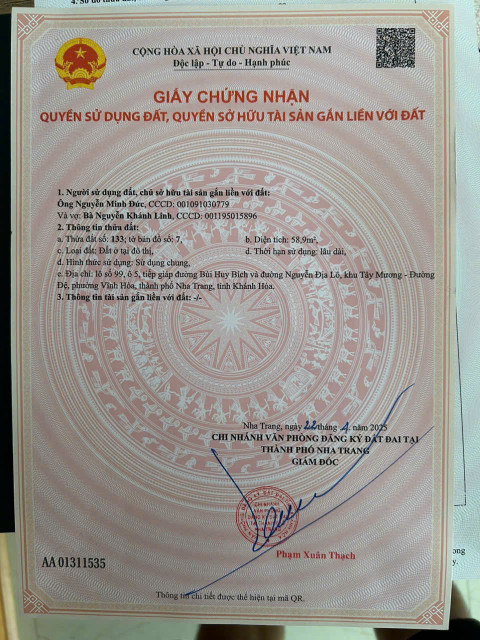 CỘNG HÒA XÃ HỘI CHỦ NGHĨA VIỆT NAM
Độc lập - Tự do - Hạnh phúc
GIẤY CHỨNG NHẬN
QUYỀN SỬ DỤNG ĐẤT, QUYỀN SỞ HỮU TÀI SẢN GẮN LIỀN VỚI ĐẤT
1. Người sử dụng đất, chủ sở hữu tài sản gắn liền với đất:
Ông Nguyễn Minh Đức, CCCD: 001091030779
Và vợ: Bà Nguyễn Khánh Linh, CCCD: 001195015896
2. Thông tin thửa đất:
a. Thửa đất số: 133; tờ bản đồ số: 7, b. Diện tích: 58,9m²,
c. Loại đất: Đất ở tại đô thị, d. Thời hạn sử dụng: lâu dài,
đ. Hình thức sử dụng: Sử dụng chung,
e. Địa chỉ: lô số 99, ô 5, tiếp giáp đường Bùi Huy Bích và đường Nguyễn Địa Lô, khu Tây Mương - Đường
Đệ, phường Vĩnh Hòa, thành phố Nha Trang, tỉnh Khánh Hòa.
3. Thông tin tài sản gắn liền với đất: -/-
Nha Trang, ngày 22 tháng 4 năm 2025
CHI NHÁNH VĂN PHÒNG ĐĂNG KÝ ĐẤT ĐAI TẠI
THÀNH PHỐ NHA TRANG
GIÁM ĐỐC
Phạm Xuân Thạch
AA 01311535
Thông tin chi tiết được thể hiện tại mã QR.